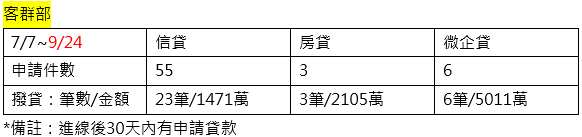 客群部
7/7~9/24 信貸 房貸 微企貸
申請件數 55 3 6
撥貸：筆數/金額 23筆/1471萬 3筆/2105萬 6筆/5011萬
*備註：進線後30天內有申請貸款